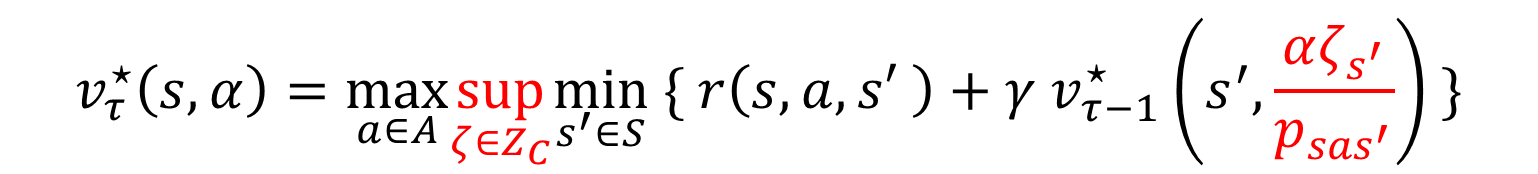 v^⋆_τ(s, α) = max_{a∈A} sup_{ζ∈Z_C} min_{s′∈S} { r(s, a, s′) + γ v^⋆_{τ−1} (s′, αζ_{s′} / p_{sas′}) }